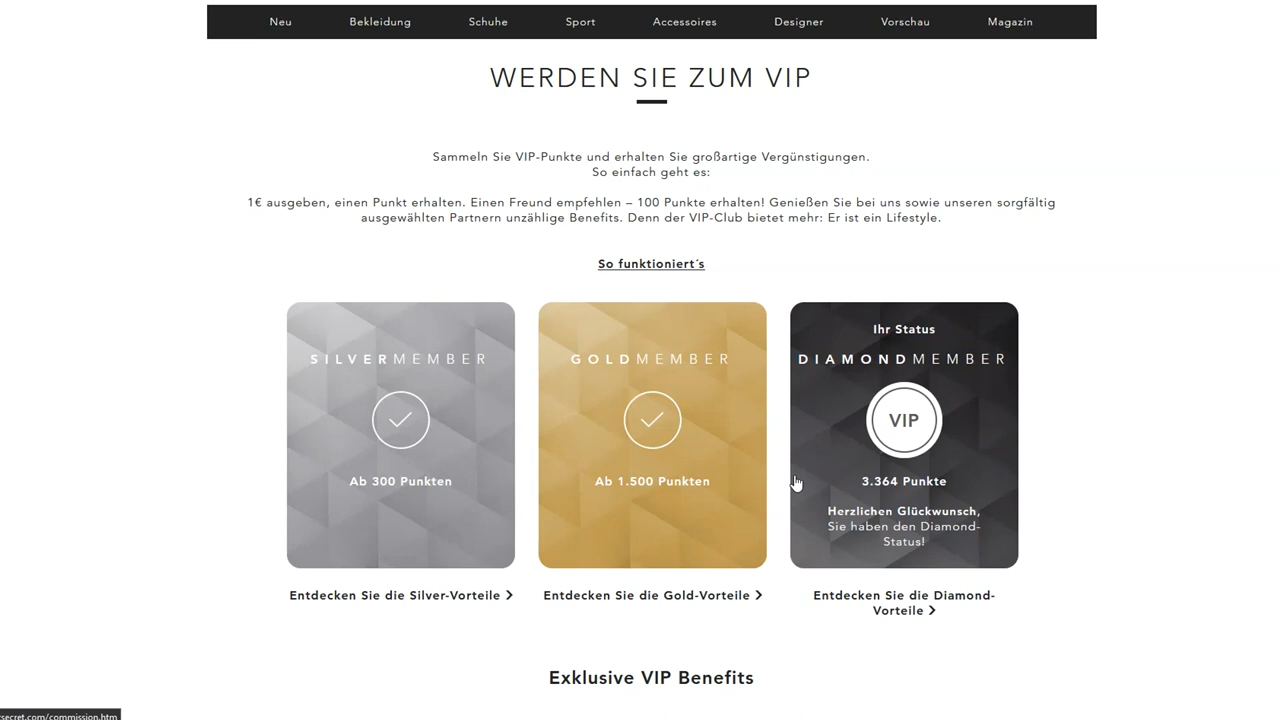 Neu Bekleidung Schuhe Sport Accessoires Designer Vorschau Magazin
WERDEN SIE ZUM VIP
Sammeln Sie VIP-Punkte und erhalten Sie großartige Vergünstigungen.
So einfach geht es:
1€ ausgeben, einen Punkt erhalten. Einen Freund empfehlen – 100 Punkte erhalten! Genießen Sie bei uns sowie unseren sorgfältig
ausgewählten Partnern unzählige Benefits. Denn der VIP-Club bietet mehr: Er ist ein Lifestyle.
So funktioniert´s
SILVERMEMBER
Ab 300 Punkten
GOLDMEMBER
Ab 1.500 Punkten
Ihr Status
DIAMONDMEMBER
VIP
3.364 Punkte
Herzlichen Glückwunsch,
Sie haben den Diamond-
Status!
Entdecken Sie die Silver-Vorteile
Entdecken Sie die Gold-Vorteile
Entdecken Sie die Diamond-
Vorteile
Exklusive VIP Benefits
secret.com/commission.htm